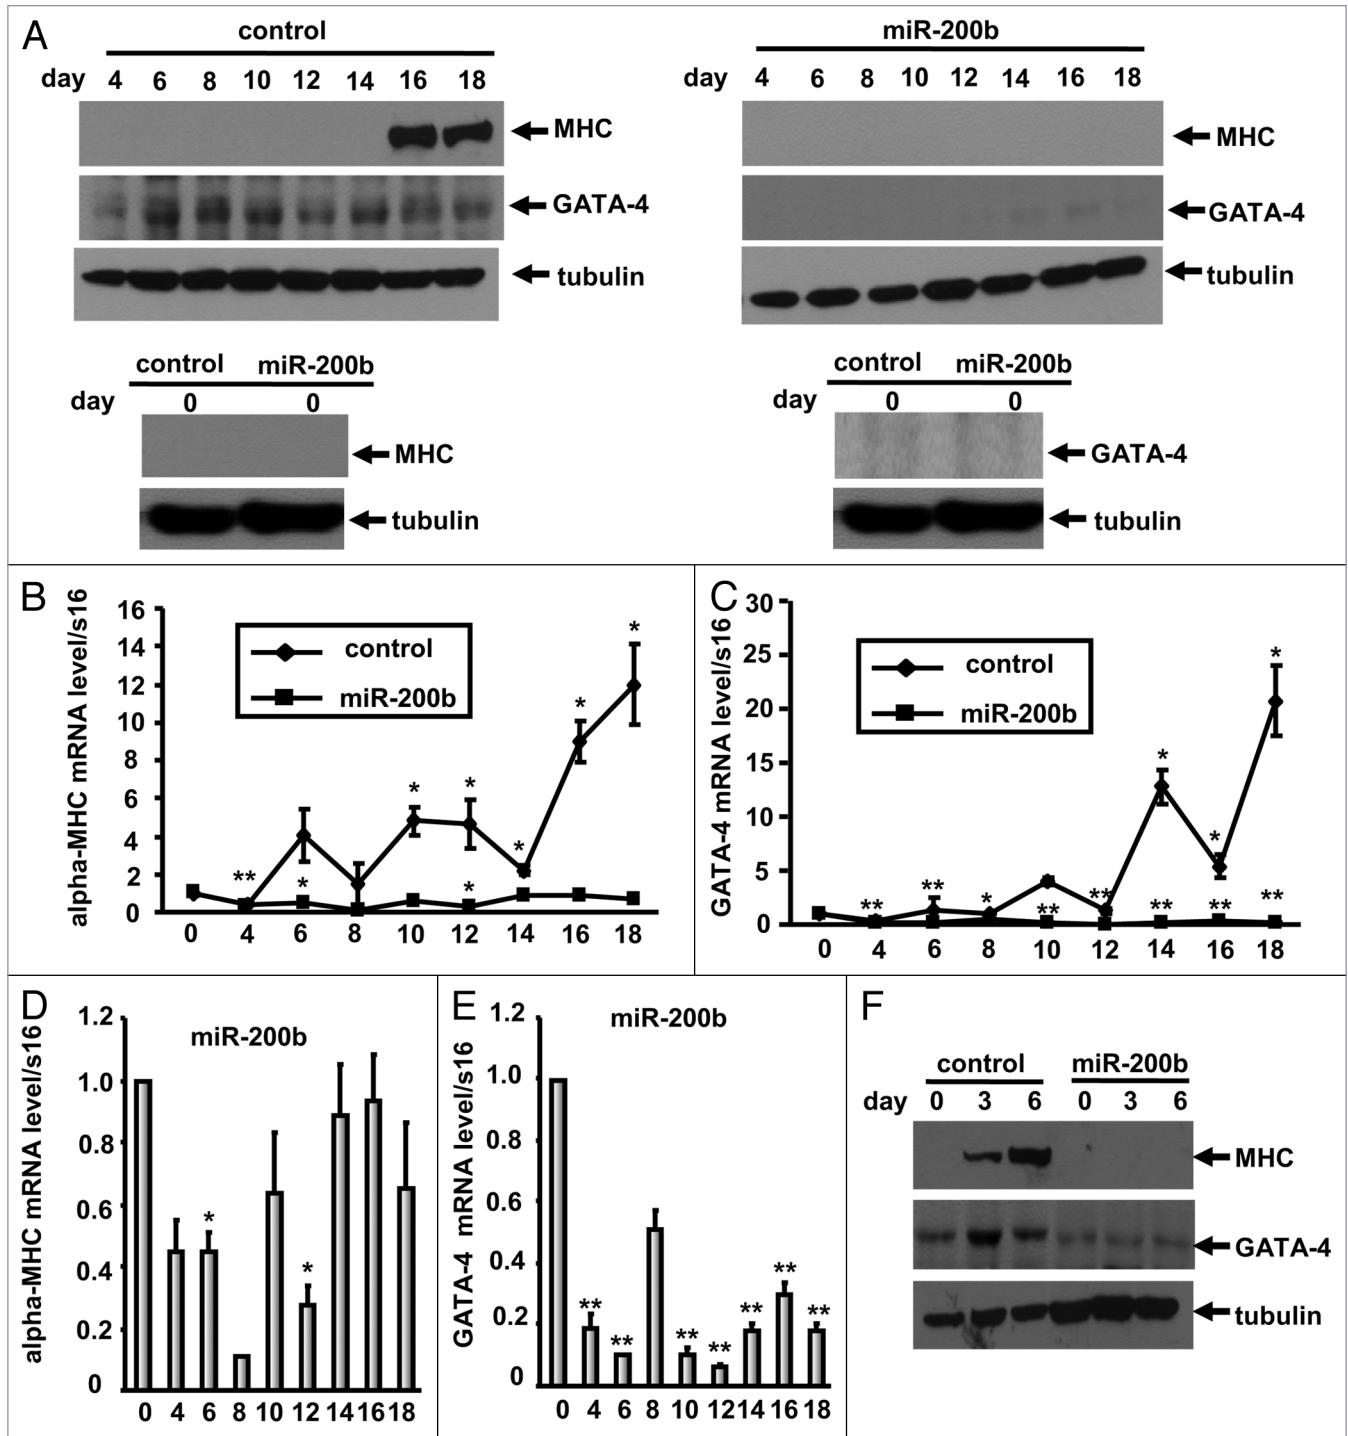 A
control
day 4 6 8 10 12 14 16 18
MHC
GATA-4
tubulin
miR-200b
day 4 6 8 10 12 14 16 18
MHC
GATA-4
tubulin
control miR-200b
day 0 0
MHC
tubulin
control miR-200b
day 0 0
GATA-4
tubulin
B
alpha-MHC mRNA level/s16
16
14
12
10
8
6
4
2
0
control
miR-200b
** * * * * * * *
0 4 6 8 10 12 14 16 18
C
GATA-4 mRNA level/s16
30
25
20
15
10
5
0
control
miR-200b
** ** * ** ** * ** * ** * **
0 4 6 8 10 12 14 16 18
D
alpha-MHC mRNA level/s16
miR-200b
1.2
1.0
0.8
0.6
0.4
0.2
0
* *
0 4 6 8 10 12 14 16 18
E
GATA-4 mRNA level/s16
miR-200b
1.2
1.0
0.8
0.6
0.4
0.2
0
** ** ** ** ** ** **
0 4 6 8 10 12 14 16 18
F
control miR-200b
day 0 3 6 0 3 6
MHC
GATA-4
tubulin